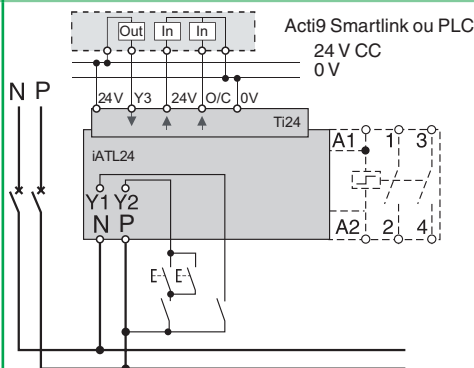 Out In In
Acti9 Smartlink ou PLC
24 V CC
0 V
N P
24V Y3 24V O/C 0V
Ti24
iATL24
A1 1 3
Y1 Y2
N P
A2 2 4
E E